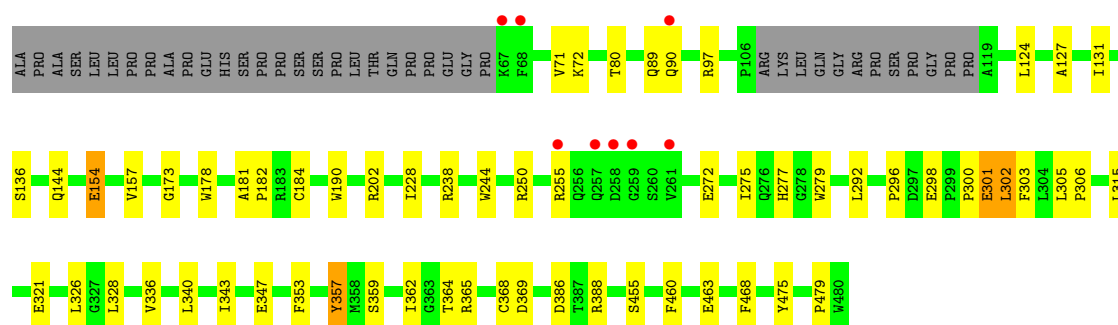 ALA PRO ALA SER LEU LEU PRO PRO ALA PRO GLU HIS SER PRO PRO SER SER PRO LEU THR GLN PRO PRO GLU GLY PRO K67 F68 V71 K72 T80 Q89 Q90 R97 P106 ARG LYS LEU GLN GLY ARG PRO SER PRO GLY PRO PRO A119 L124 A127 I131
S136 Q144 E154 V157 G173 W178 A181 P182 R183 C184 W190 R202 I228 R238 W244 R250 R255 Q256 Q257 D258 G259 S260 V261 E272 I275 Q276 H277 G278 W279 L292 P296 D297 E298 P299 P300 E301 L302 F303 L304 L305 P306 L315
E321 L326 G327 L328 V336 L340 I343 E347 F353 Y357 M358 S359 I362 G363 T364 R365 C368 D369 D386 T387 R388 S455 F460 E463 F468 Y475 P479 W480